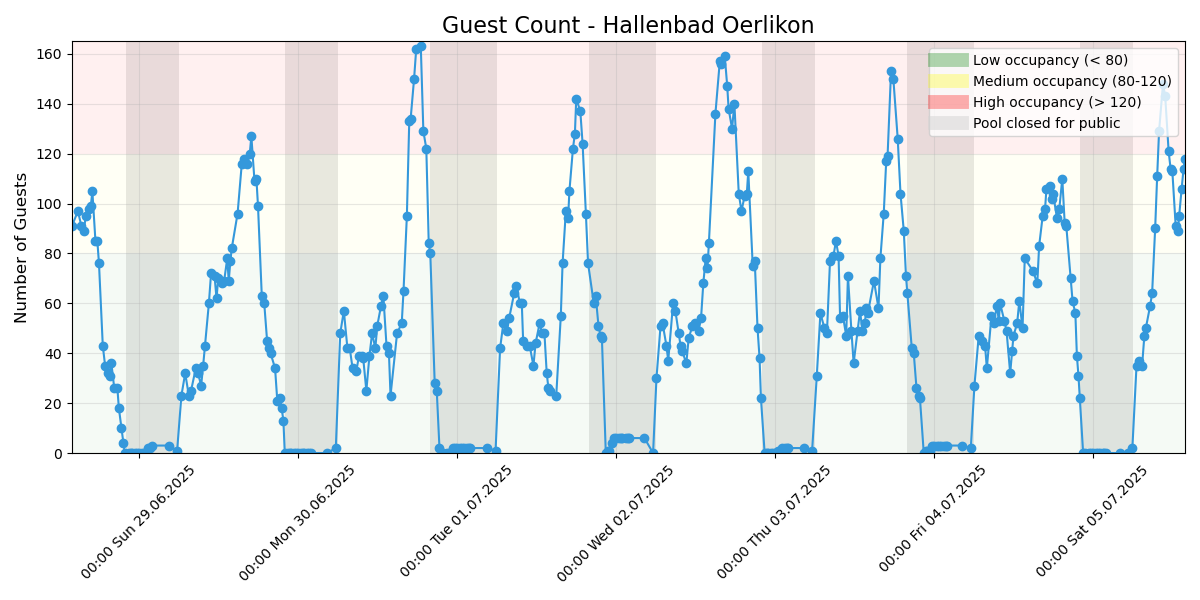 Guest Count - Hallenbad Oerlikon
Number of Guests
160
140
120
100
80
60
40
20
0
Low occupancy (< 80)
Medium occupancy (80-120)
High occupancy (> 120)
Pool closed for public
00:00 Sun 29.06.2025
00:00 Mon 30.06.2025
00:00 Tue 01.07.2025
00:00 Wed 02.07.2025
00:00 Thu 03.07.2025
00:00 Fri 04.07.2025
00:00 Sat 05.07.2025